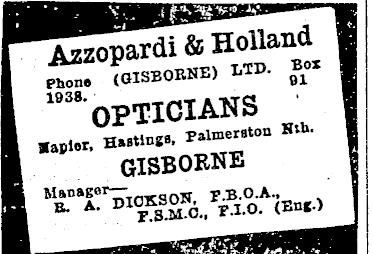 Azzopardi & Holland
Phone 1938. (GISBORNE) LTD. Box 91
OPTICIANS
Napier, Hastings, Palmerston Nth.
GISBORNE
Manager—
E. A. DICKSON, F.B.O.A.,
F.S.M.C., F.I.O. (Eng.)